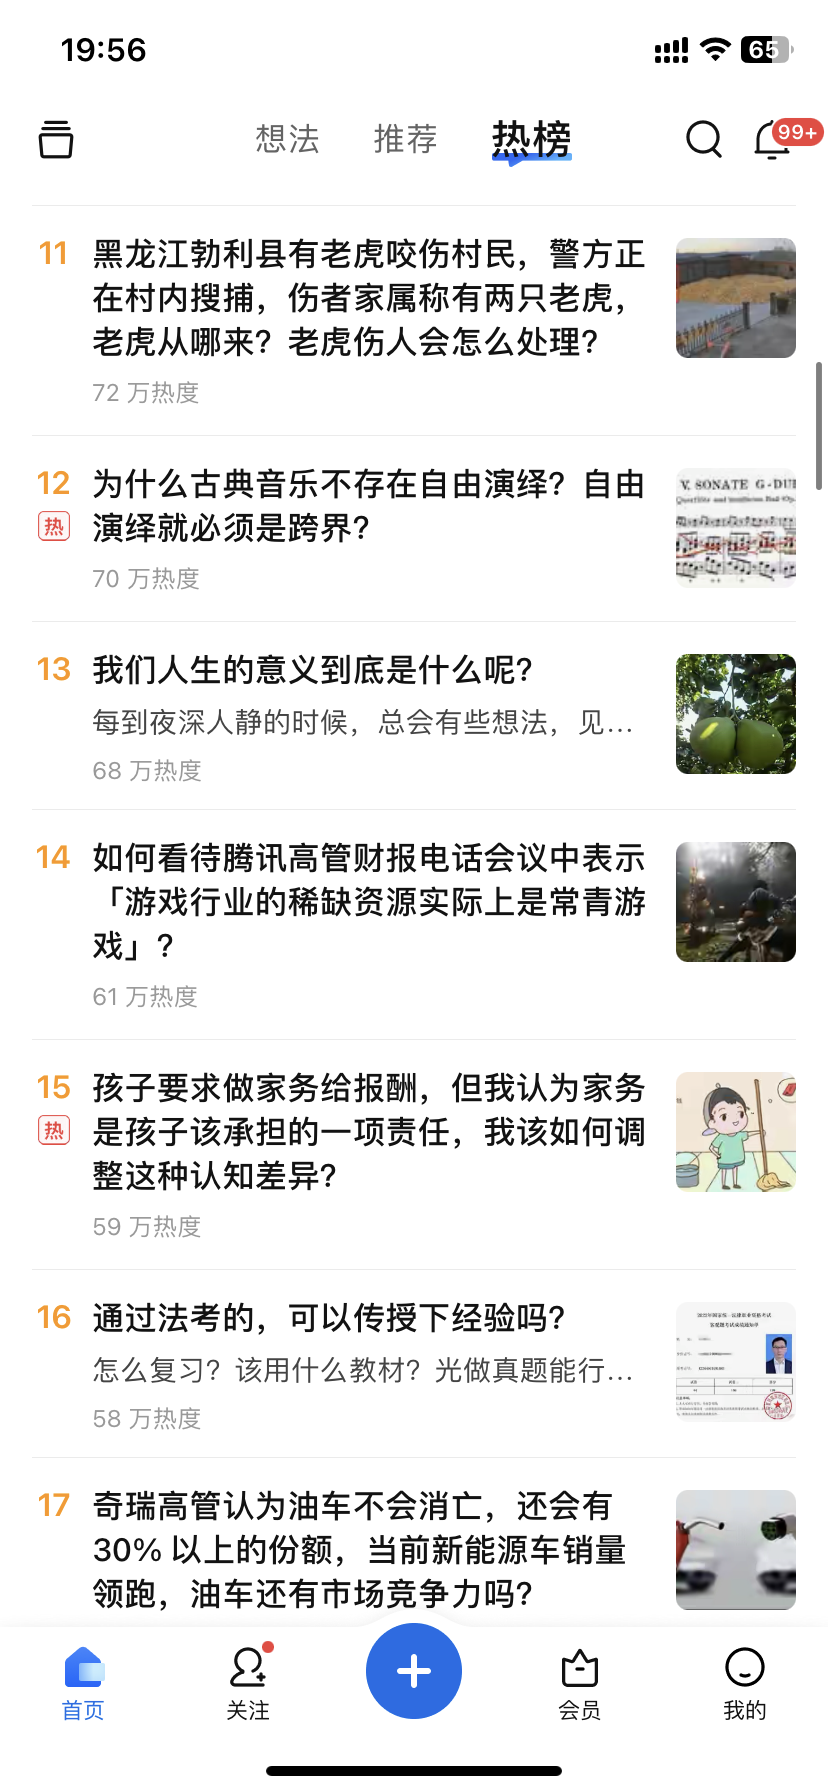 19:56
65
想法 推荐 热榜
99+
11 黑龙江勃利县有老虎咬伤村民，警方正
在村内搜捕，伤者家属称有两只老虎，
老虎从哪来？老虎伤人会怎么处理？
72 万热度
12 为什么古典音乐不存在自由演绎？自由
热 演绎就必须是跨界？
70 万热度
V. SONATE G-DUR
13 我们人生的意义到底是什么呢？
每到夜深人静的时候，总会有些想法，见...
68 万热度
14 如何看待腾讯高管财报电话会议中表示
「游戏行业的稀缺资源实际上是常青游
戏」？
61 万热度
15 孩子要求做家务给报酬，但我认为家务
热 是孩子该承担的一项责任，我该如何调
整这种认知差异？
59 万热度
16 通过法考的，可以传授下经验吗？
怎么复习？该用什么教材？光做真题能行...
58 万热度
17 奇瑞高管认为油车不会消亡，还会有
30% 以上的份额，当前新能源车销量
领跑，油车还有市场竞争力吗？
首页 关注 会员 我的